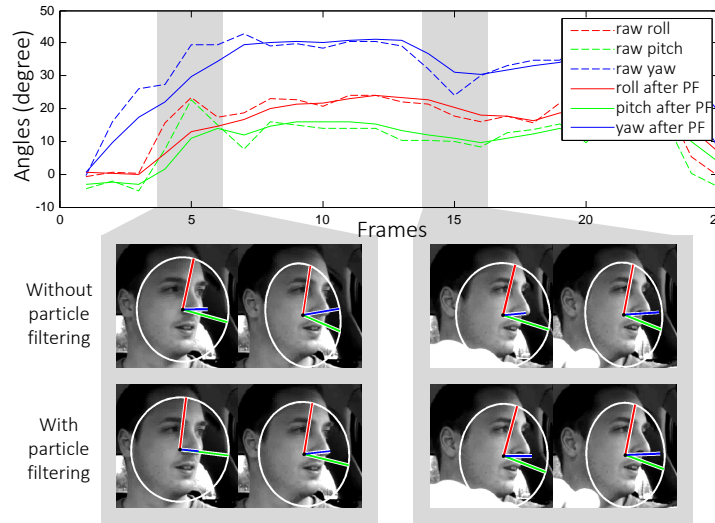 50
40
30
20
10
0
-10
Angles (degree)
0
5
10
15
20
25
Frames
raw roll
raw pitch
raw yaw
roll after PF
pitch after PF
yaw after PF
Without
particle
filtering
With
particle
filtering